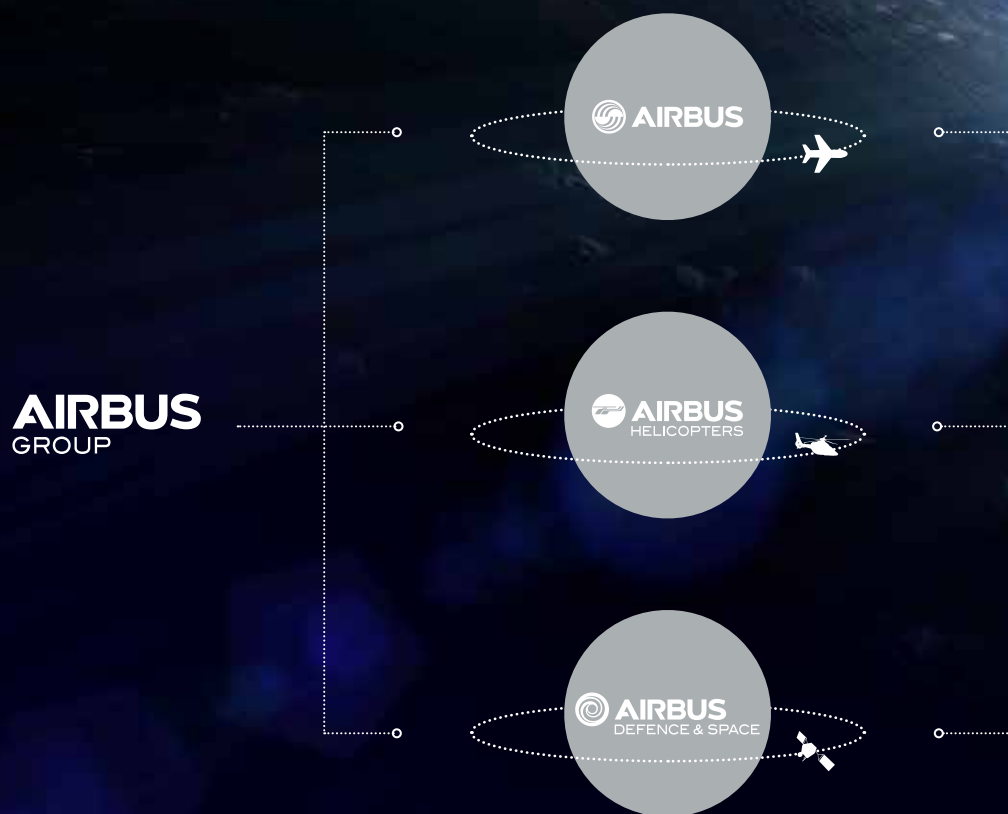 AIRBUS
AIRBUS
GROUP
AIRBUS
HELICOPTERS
AIRBUS
DEFENCE & SPACE